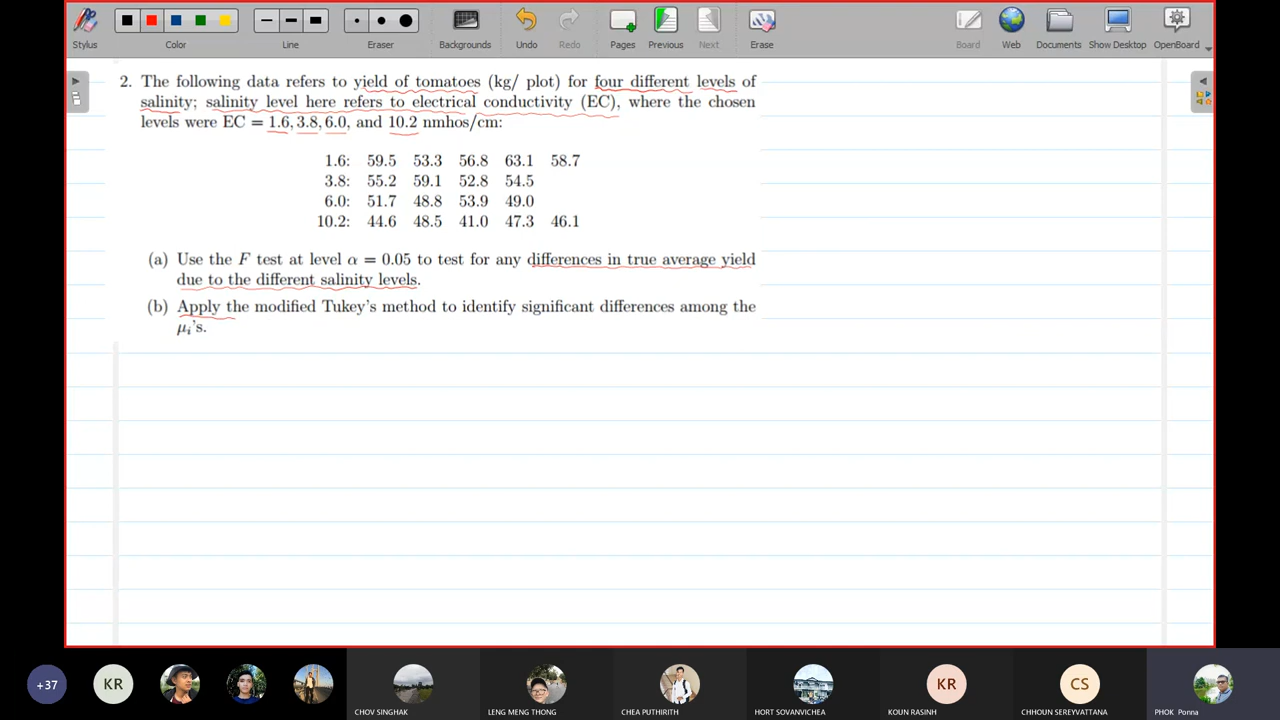 Stylus Color Line Eraser Backgrounds Undo Redo Pages Previous Next Erase Board Web Documents Show Desktop OpenBoard
2. The following data refers to yield of tomatoes (kg/ plot) for four different levels of
salinity; salinity level here refers to electrical conductivity (EC), where the chosen
levels were EC = 1.6, 3.8, 6.0, and 10.2 nmhos/cm:
1.6: 59.5 53.3 56.8 63.1 58.7
3.8: 55.2 59.1 52.8 54.5
6.0: 51.7 48.8 53.9 49.0
10.2: 44.6 48.5 41.0 47.3 46.1
(a) Use the F test at level α = 0.05 to test for any differences in true average yield
due to the different salinity levels.
(b) Apply the modified Tukey's method to identify significant differences among the
μᵢ's.
+37 KR KR CS
CHOV SINGHAK LENG MENG THONG CHEA PUTHIRITH HORT SOVANVICHEA KOUN RASINH CHHOUN SEREYVATTANA PHOK Ponna